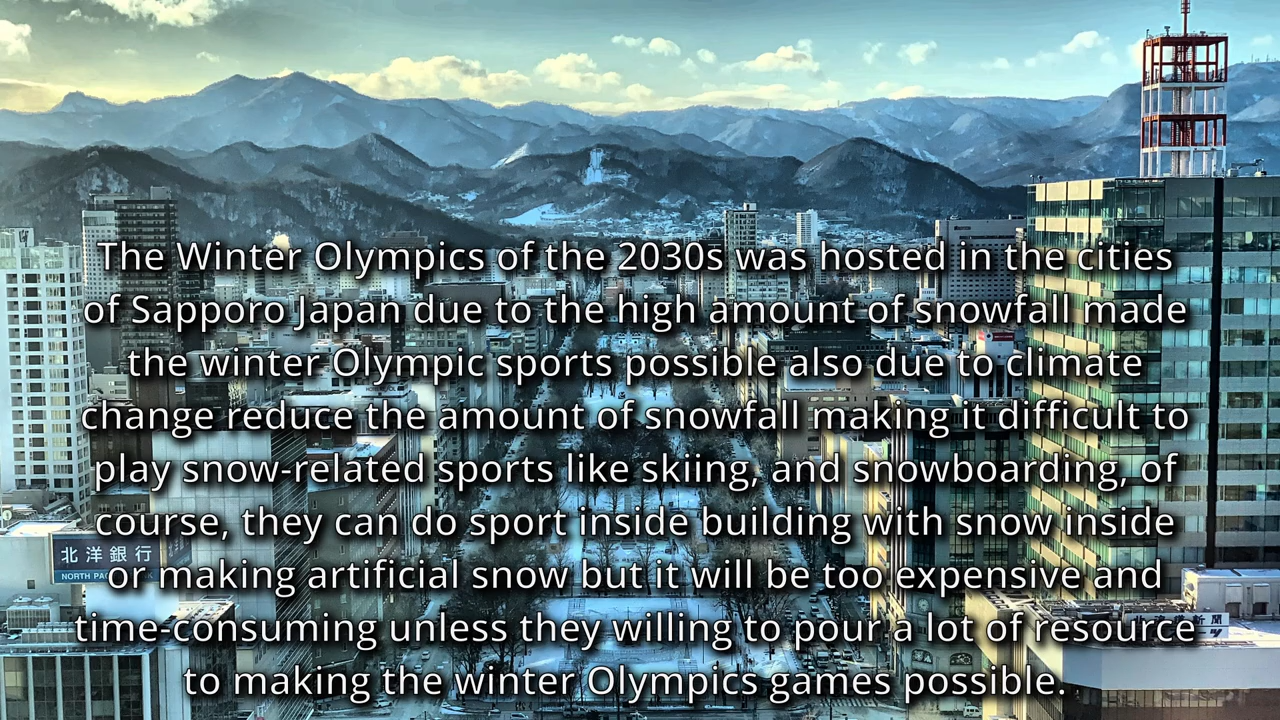 The Winter Olympics of the 2030s was hosted in the cities
of Sapporo Japan due to the high amount of snowfall made
the winter Olympic sports possible also due to climate
change reduce the amount of snowfall making it difficult to
play snow-related sports like skiing, and snowboarding, of
course, they can do sport inside building with snow inside
or making artificial snow but it will be too expensive and
time-consuming unless they willing to pour a lot of resource
to making the winter Olympics games possible.
北洋銀行
NORTH
新聞